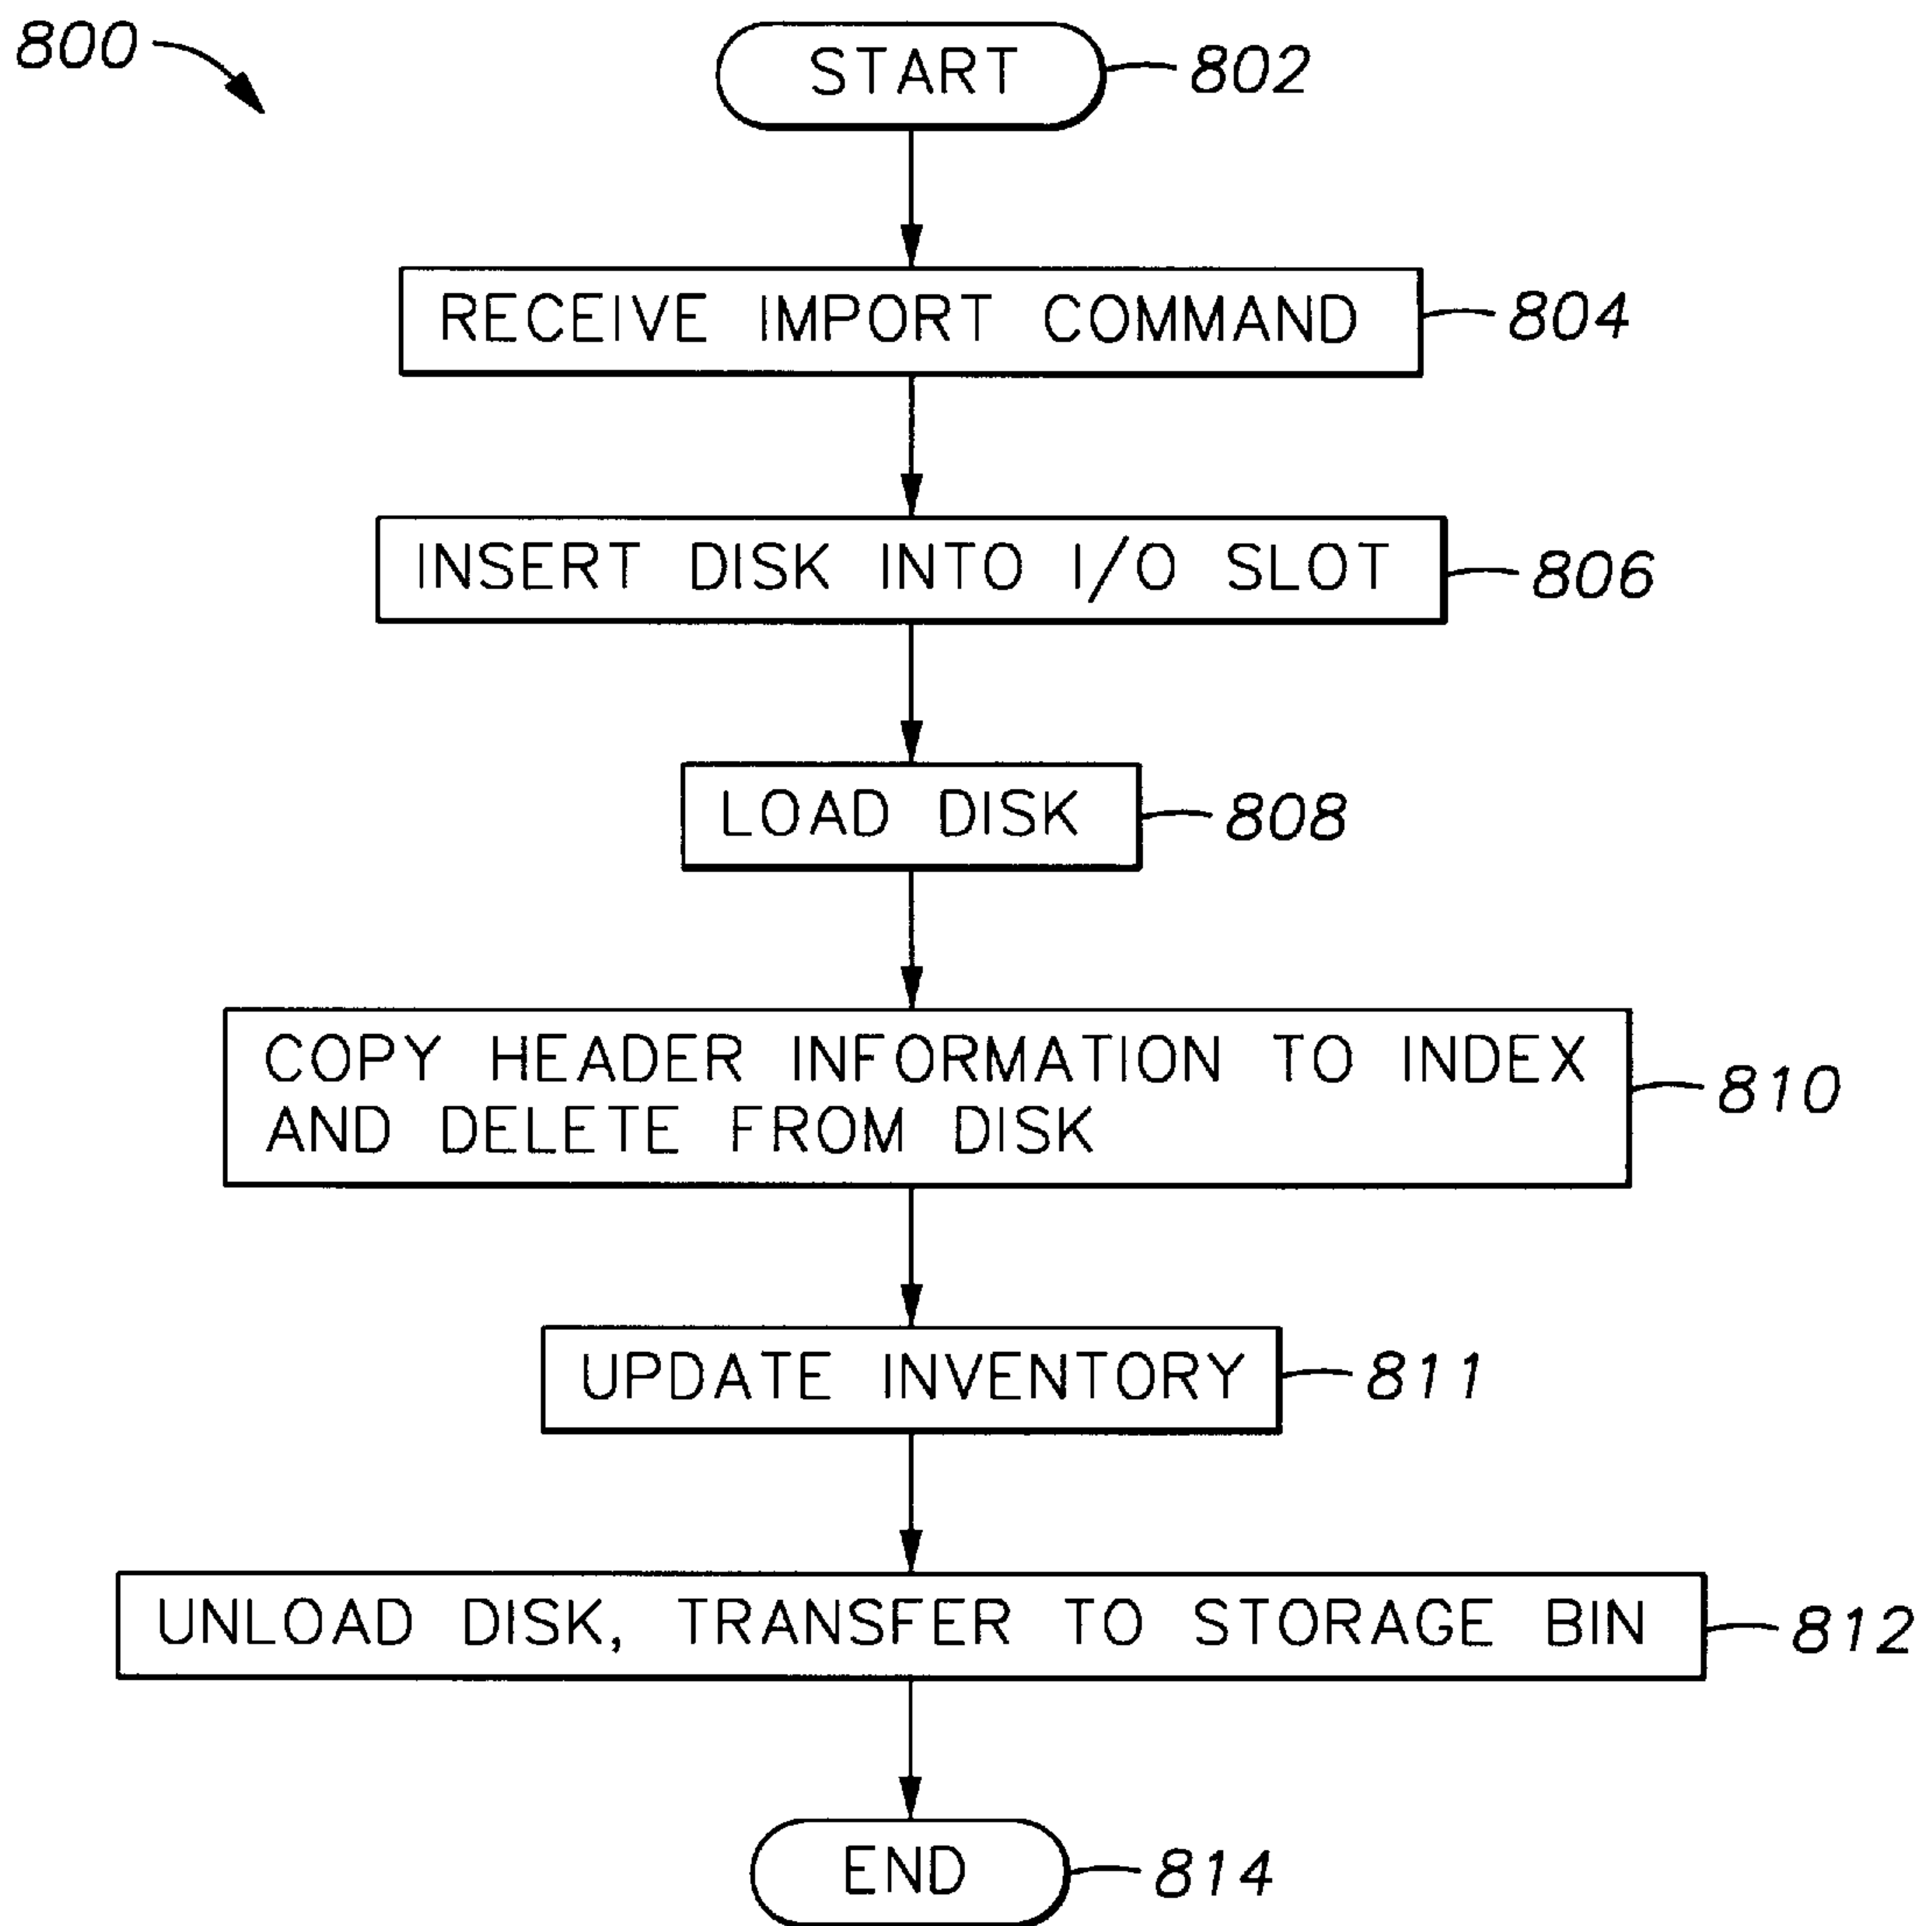 800
START 802
RECEIVE IMPORT COMMAND 804
INSERT DISK INTO I/O SLOT 806
LOAD DISK 808
COPY HEADER INFORMATION TO INDEX
AND DELETE FROM DISK
810
UPDATE INVENTORY 811
UNLOAD DISK, TRANSFER TO STORAGE BIN 812
END 814